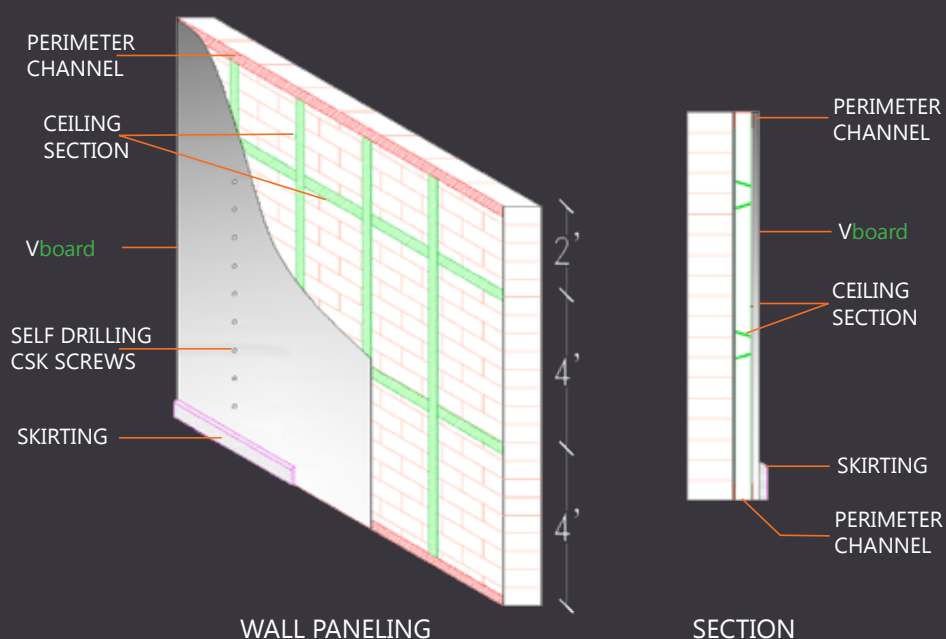 PERIMETER
CHANNEL
CEILING
SECTION
Vboard
SELF DRILLING
CSK SCREWS
SKIRTING
2'
4'
4'
WALL PANELING
PERIMETER
CHANNEL
Vboard
CEILING
SECTION
SKIRTING
PERIMETER
CHANNEL
SECTION